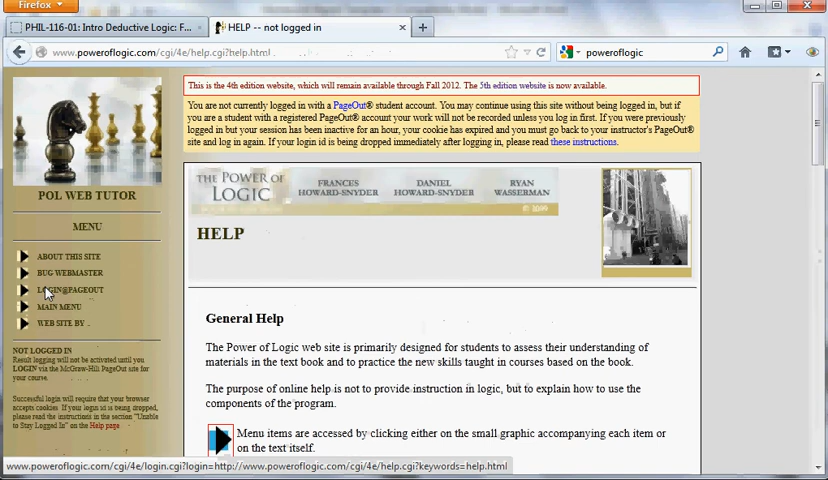 Firefox
PHIL-116-01: Intro Deductive Logic: F...
HELP -- not logged in
www.poweroflogic.com/cgi/4e/help.cgi?help.html
poweroflogic
This is the 4th edition website, which will remain available through Fall 2012. The 5th edition website is now available.
You are not currently logged in with a PageOut® student account. You may continue using this site without being logged in, but if
you are a student with a registered PageOut® account your work will not be recorded unless you log in first. If you were previously
logged in but your session has been inactive for an hour, your cookie has expired and you must go back to your instructor's PageOut®
site and log in again. If your login id is being dropped immediately after logging in, please read these instructions.
THE POWER OF
LOGIC
FRANCES
HOWARD-SNYDER
DANIEL
HOWARD-SNYDER
RYAN
WASSERMAN
HELP
POL WEB TUTOR
MENU
ABOUT THIS SITE
BUG WEBMASTER
LOGIN@PAGEOUT
MAIN MENU
WEB SITE BY ..
NOT LOGGED IN
Result logging will not be activated until you
LOGIN via the McGraw-Hill PageOut site for
your course.
Successful login will require that your browser
accepts cookies. If your login id is being dropped,
please read the instructions in the section "Unable
to Stay Logged In" on the Help page.
General Help
The Power of Logic web site is primarily designed for students to assess their understanding of
materials in the text book and to practice the new skills taught in courses based on the book.
The purpose of online help is not to provide instruction in logic, but to explain how to use the
components of the program.
Menu items are accessed by clicking either on the small graphic accompanying each item or
on the text itself.
www.poweroflogic.com/cgi/4e/login.cgi?login=http://www.poweroflogic.com/cgi/4e/help.cgi?keywords=help.html